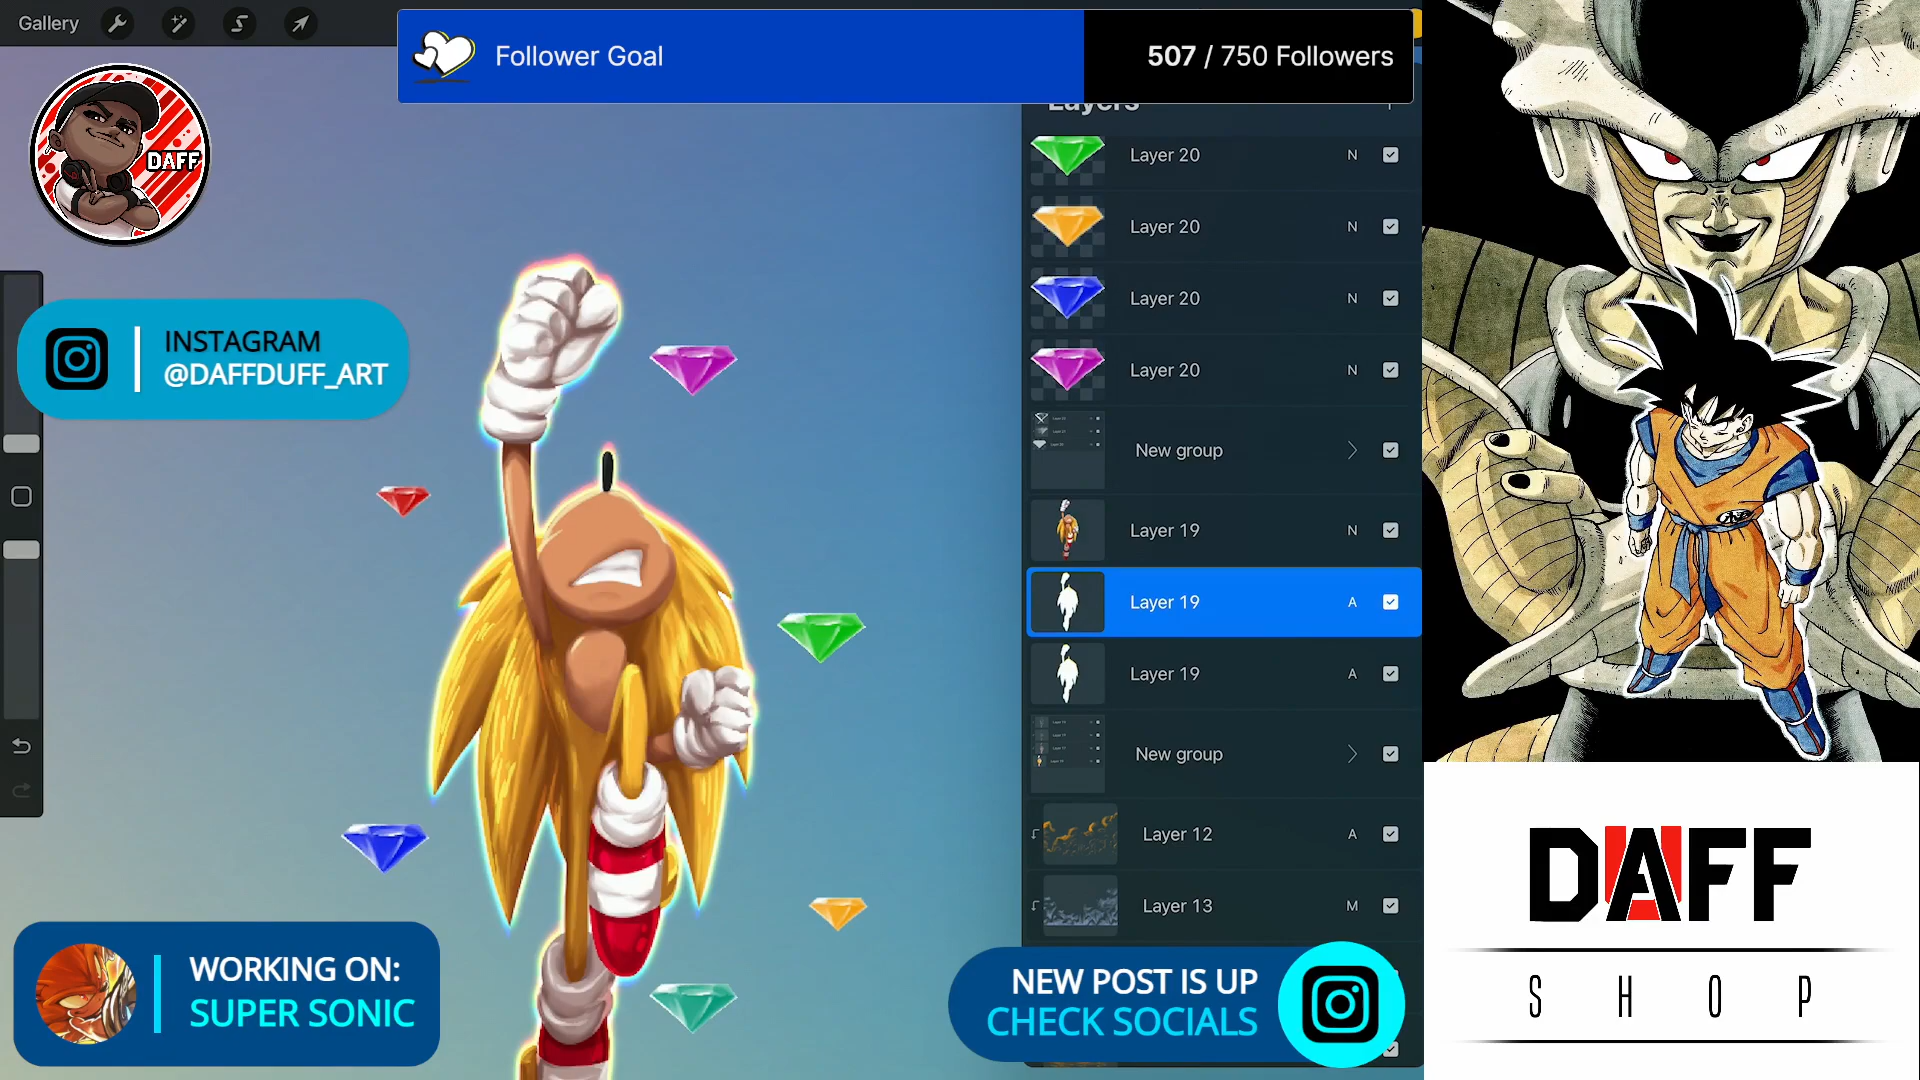 Gallery
Follower Goal
507 / 750 Followers
Layers
DAFF
INSTAGRAM
@DAFFDUFF_ART
Layer 20
N
Layer 20
N
Layer 20
N
Layer 20
N
New group
Layer 19
N
Layer 19
A
Layer 19
A
New group
Layer 12
A
Layer 13
M
WORKING ON:
SUPER SONIC
NEW POST IS UP
CHECK SOCIALS
DAFF
SHOP